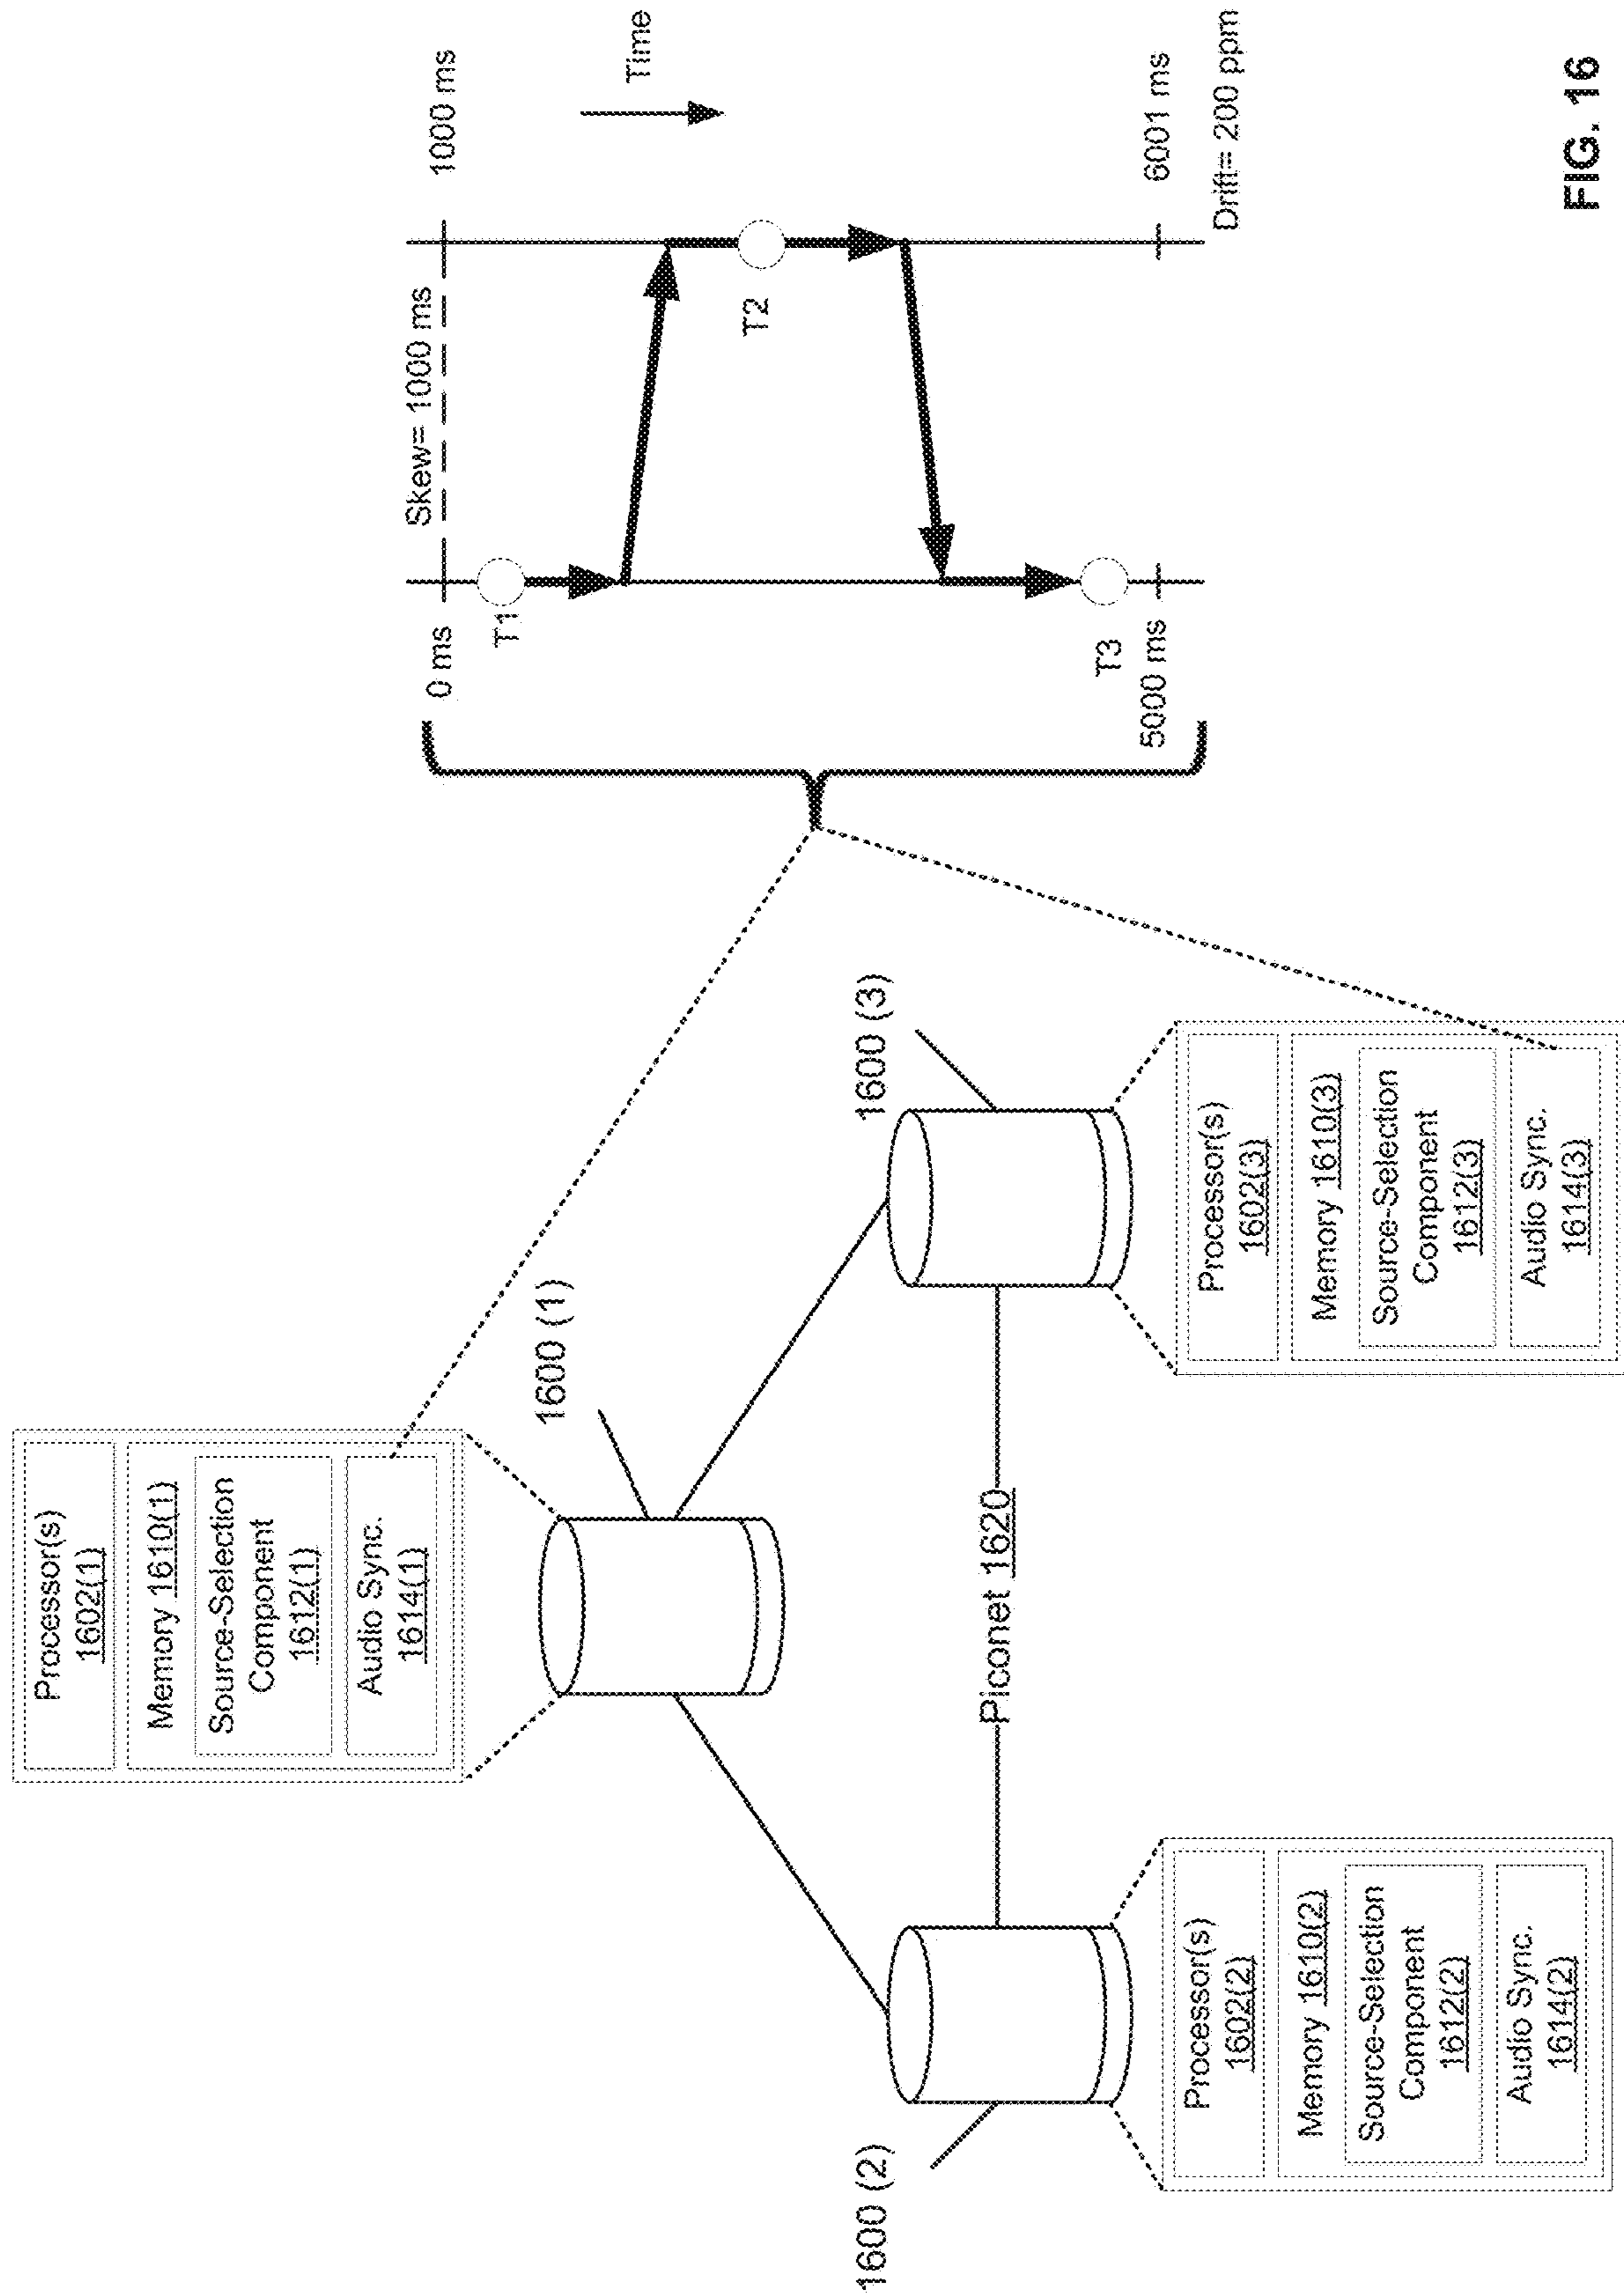 Processor(s)
1602(1)
Memory 1610(1)
Source-Selection
Component
1612(1)
Audio Sync.
1614(1)
1600 (1)
1600 (2)
Piconet 1620
1600 (3)
Processor(s)
1602(2)
Memory 1610(2)
Source-Selection
Component
1612(2)
Audio Sync.
1614(2)
Processor(s)
1602(3)
Memory 1610(3)
Source-Selection
Component
1612(3)
Audio Sync.
1614(3)
0 ms
Skew= 1000 ms
1000 ms
T1
Time
T2
T3
5000 ms
6001 ms
Drift= 200 ppm
FIG. 16